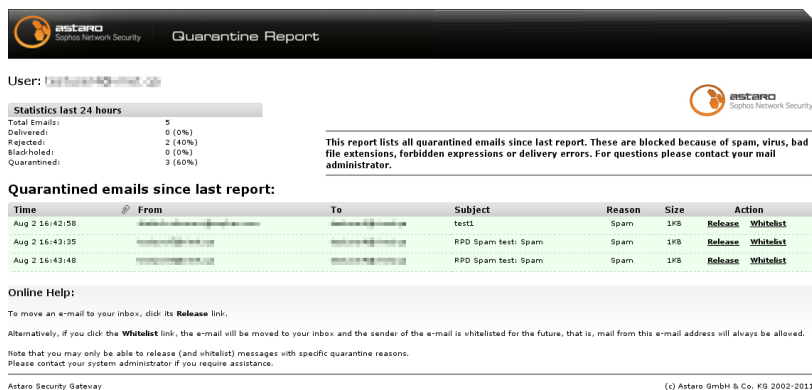 astaro
Sophos Network Security
Quarantine Report
User:
astaro
Sophos Network Security
Statistics last 24 hours
Total Emails: 5
Delivered: 0 (0%)
Rejected: 2 (40%)
Blackholed: 0 (0%)
Quarantined: 3 (60%)
This report lists all quarantined emails since last report. These are blocked because of spam, virus, bad
file extensions, forbidden expressions or delivery errors. For questions please contact your mail
administrator.
Quarantined emails since last report:
Time From To Subject Reason Size Action
Aug 2 16:42:58 test1 Spam 1KB Release Whitelist
Aug 2 16:43:35 RPD Spam test: Spam Spam 1KB Release Whitelist
Aug 2 16:43:48 RPD Spam test: Spam Spam 1KB Release Whitelist
Online Help:
To move an e-mail to your inbox, click its Release link.
Alternatively, if you click the Whitelist link, the e-mail will be moved to your inbox and the sender of the e-mail is whitelisted for the future, that is, mail from this e-mail address will always be allowed.
Note that you may only be able to release (and whitelist) messages with specific quarantine reasons.
Please contact your system administrator if you require assistance.
Astaro Security Gateway (c) Astaro GmbH & Co. KG 2002-2011